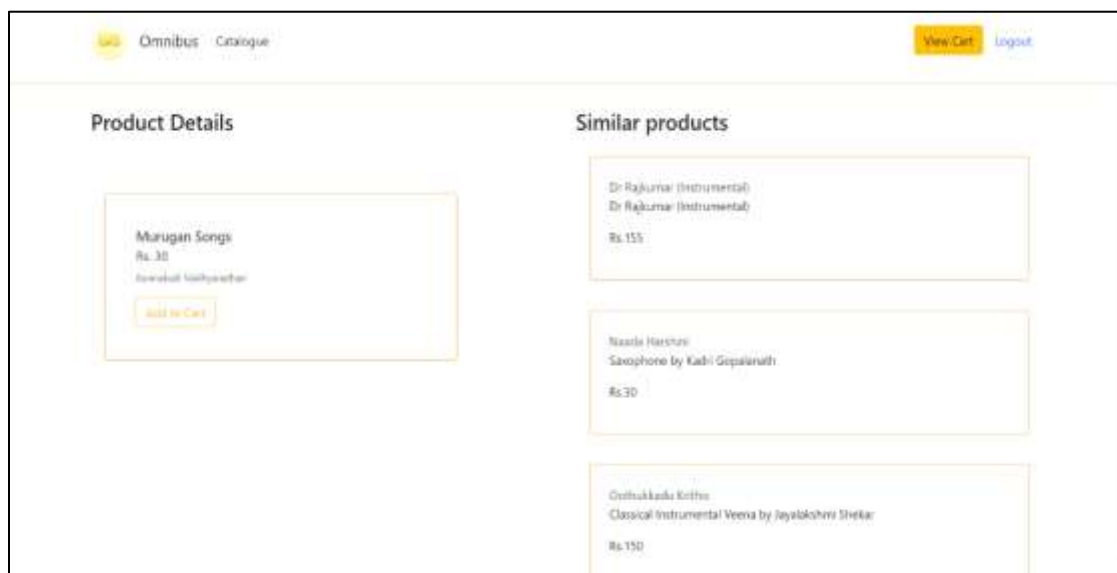 Omnibus Catalogue
View Cart Logout
Product Details
Murugan Songs
Rs. 30
Add to Cart
Similar products
Dr Rajkumar (Instrumental)
Dr Rajkumar (Instrumental)
Rs.155
Naada Harshini
Saxophone by Kadri Gopalanath
Rs.30
Oothukkadu Krithis
Classical Instrumental Veena by Jayalakshmi Shekar
Rs.150